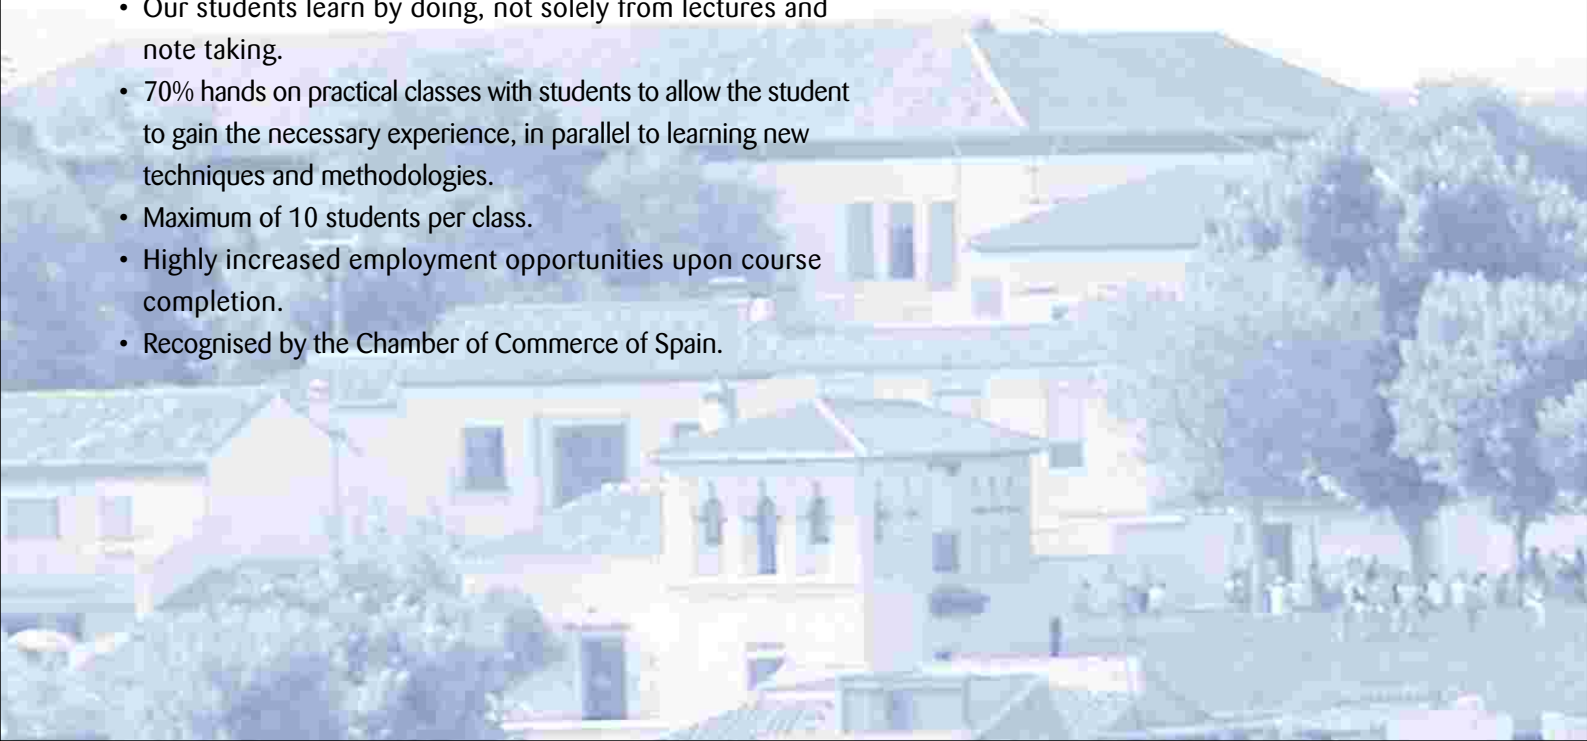 • Our students learn by doing, not solely from lectures and
note taking.
• 70% hands on practical classes with students to allow the student
to gain the necessary experience, in parallel to learning new
techniques and methodologies.
• Maximum of 10 students per class.
• Highly increased employment opportunities upon course
completion.
• Recognised by the Chamber of Commerce of Spain.